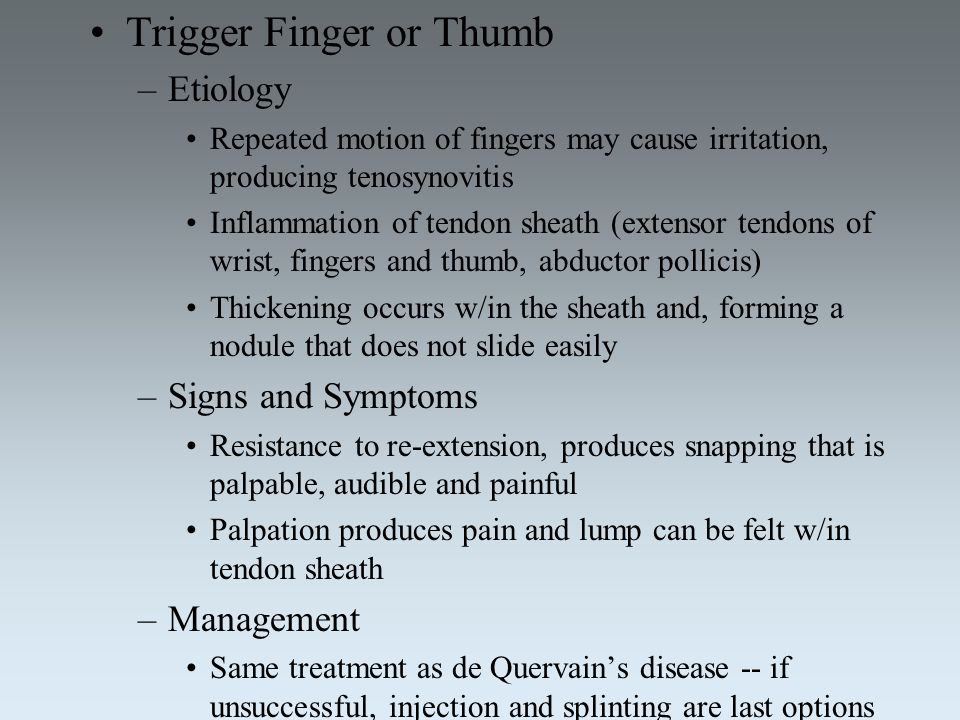 • Trigger Finger or Thumb
– Etiology
• Repeated motion of fingers may cause irritation,
producing tenosynovitis
• Inflammation of tendon sheath (extensor tendons of
wrist, fingers and thumb, abductor pollicis)
• Thickening occurs w/in the sheath and, forming a
nodule that does not slide easily
– Signs and Symptoms
• Resistance to re-extension, produces snapping that is
palpable, audible and painful
• Palpation produces pain and lump can be felt w/in
tendon sheath
– Management
• Same treatment as de Quervain’s disease -- if
unsuccessful, injection and splinting are last options